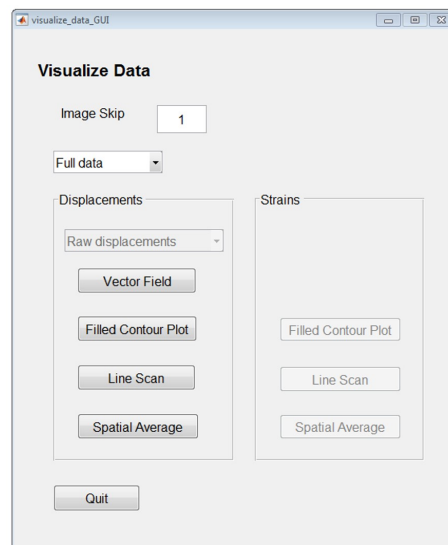 visualize_data_GUI
Visualize Data
Image Skip
1
Full data
Displacements
Raw displacements
Vector Field
Filled Contour Plot
Line Scan
Spatial Average
Strains
Filled Contour Plot
Line Scan
Spatial Average
Quit